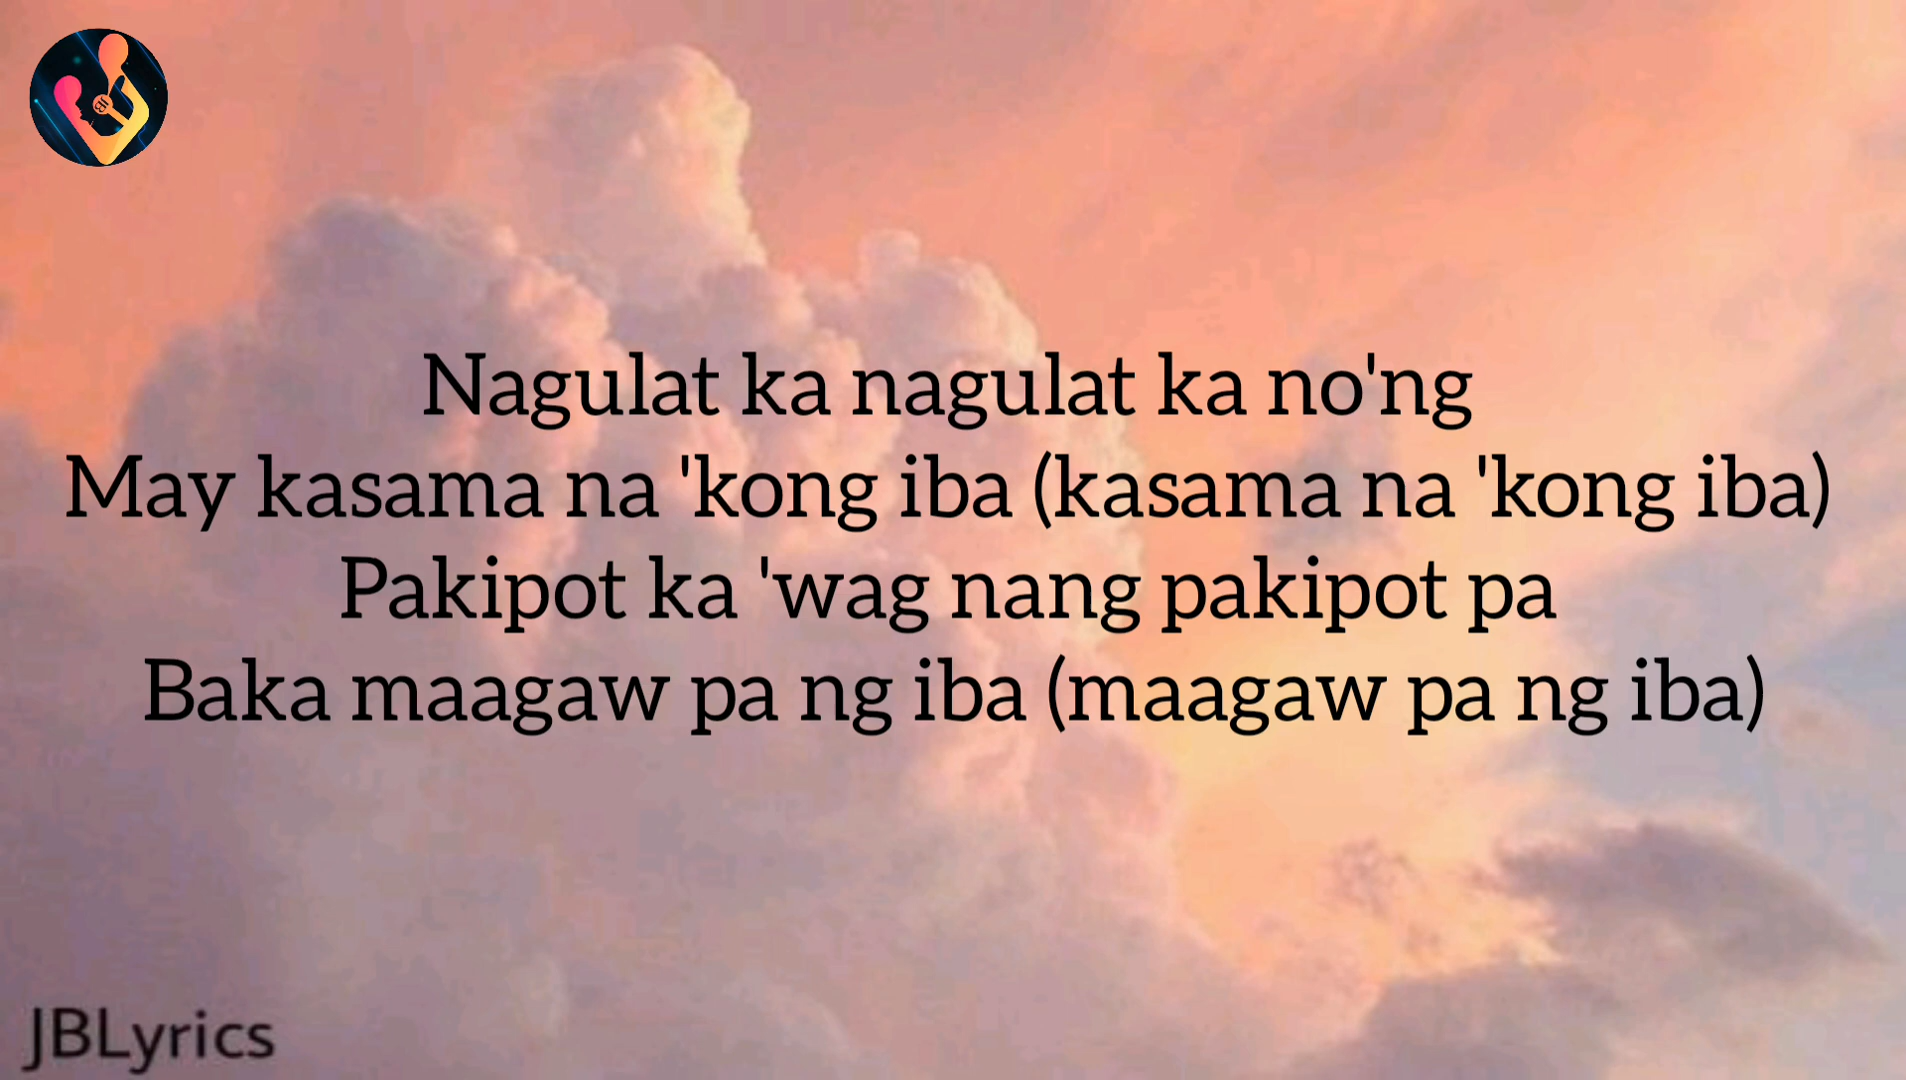 Nagulat ka nagulat ka no'ng
May kasama na 'kong iba (kasama na 'kong iba)
Pakipot ka 'wag nang pakipot pa
Baka maagaw pa ng iba (maagaw pa ng iba)
JBLyrics